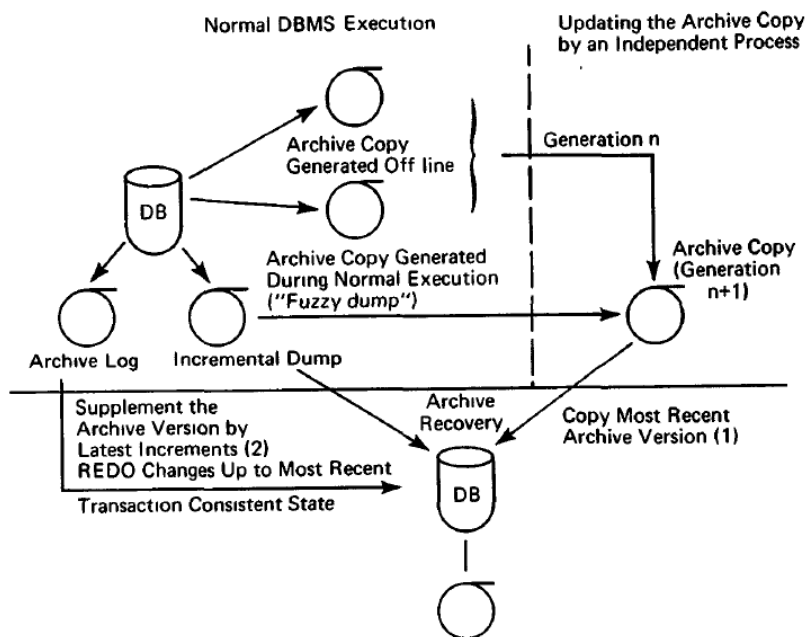 Normal DBMS Execution
Updating the Archive Copy
by an Independent Process
Archive Copy
Generated Off line
Generation n
DB
Archive Copy Generated
During Normal Execution
("Fuzzy dump")
Archive Copy
(Generation
n+1)
Archive Log
Incremental Dump
Supplement the
Archive Version by
Latest Increments (2)
REDO Changes Up to Most Recent
Transaction Consistent State
Archive
Recovery
Copy Most Recent
Archive Version (1)
DB